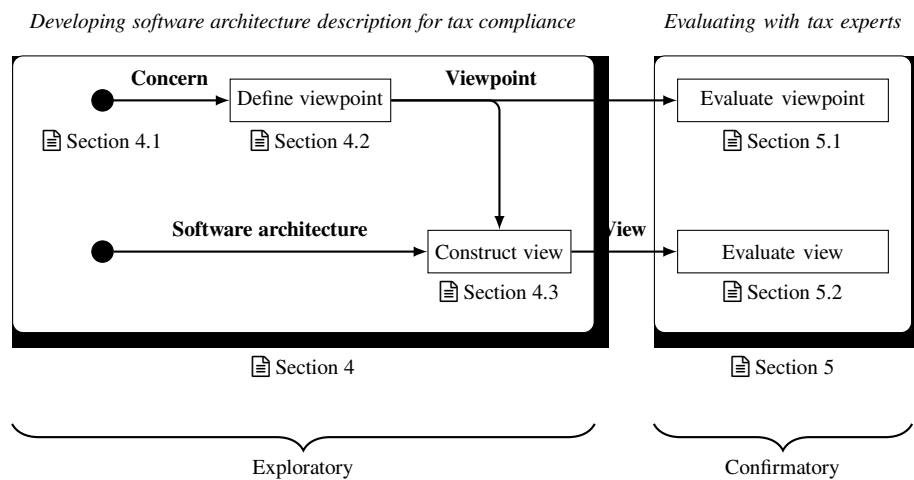 Developing software architecture description for tax compliance
Evaluating with tax experts
Concern
Viewpoint
Define viewpoint
Evaluate viewpoint
Section 4.1
Section 4.2
Section 5.1
Software architecture
View
Construct view
Evaluate view
Section 4.3
Section 5.2
Section 4
Section 5
Exploratory
Confirmatory